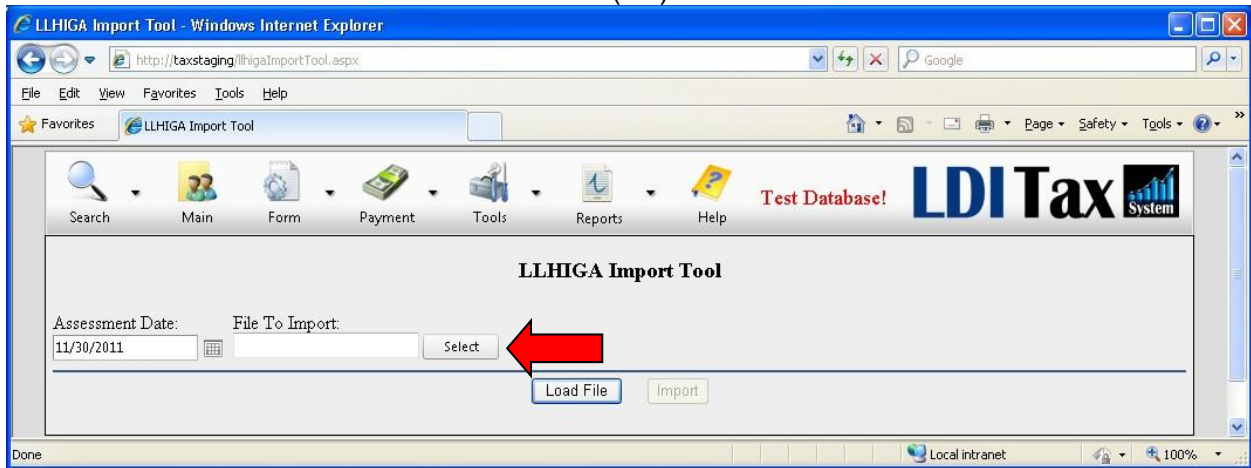 LLHIGA Import Tool - Windows Internet Explorer
http://taxstaging/llhigaImportTool.aspx
Google
File Edit View Favorites Tools Help
Favorites LLHIGA Import Tool Page Safety Tools
Search Main Form Payment Tools Reports Help Test Database! LDI Tax System
LLHIGA Import Tool
Assessment Date: File To Import:
11/30/2011 Select
Load File Import
Done Local intranet 100%